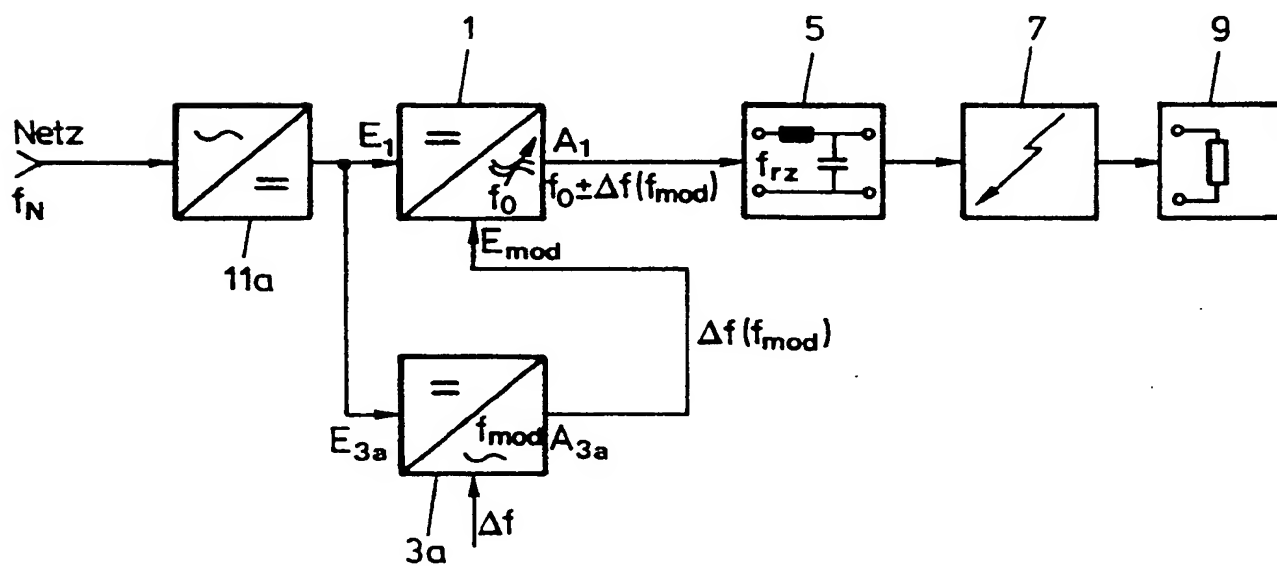 1
5
7
9
Netz
f_N
E_1
f_0
A_1
f_0±Δf(f_mod)
f_rz
E_mod
11a
Δf(f_mod)
E_3a
f_mod
A_3a
3a
Δf